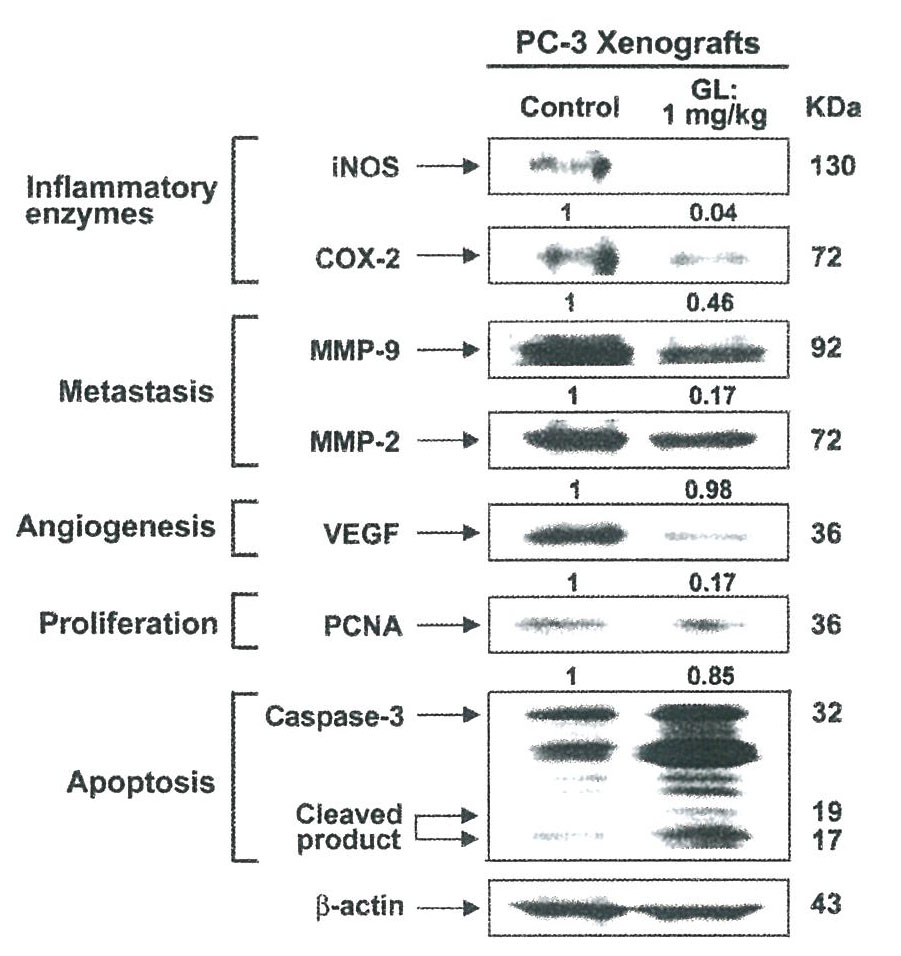 PC-3 Xenografts
Control GL: 1 mg/kg KDa
Inflammatory enzymes
iNOS 130
1 0.04
COX-2 72
1 0.46
Metastasis
MMP-9 92
1 0.17
MMP-2 72
1 0.98
Angiogenesis
VEGF 36
1 0.17
Proliferation
PCNA 36
1 0.85
Apoptosis
Caspase-3 32
Cleaved product
19
17
β-actin 43